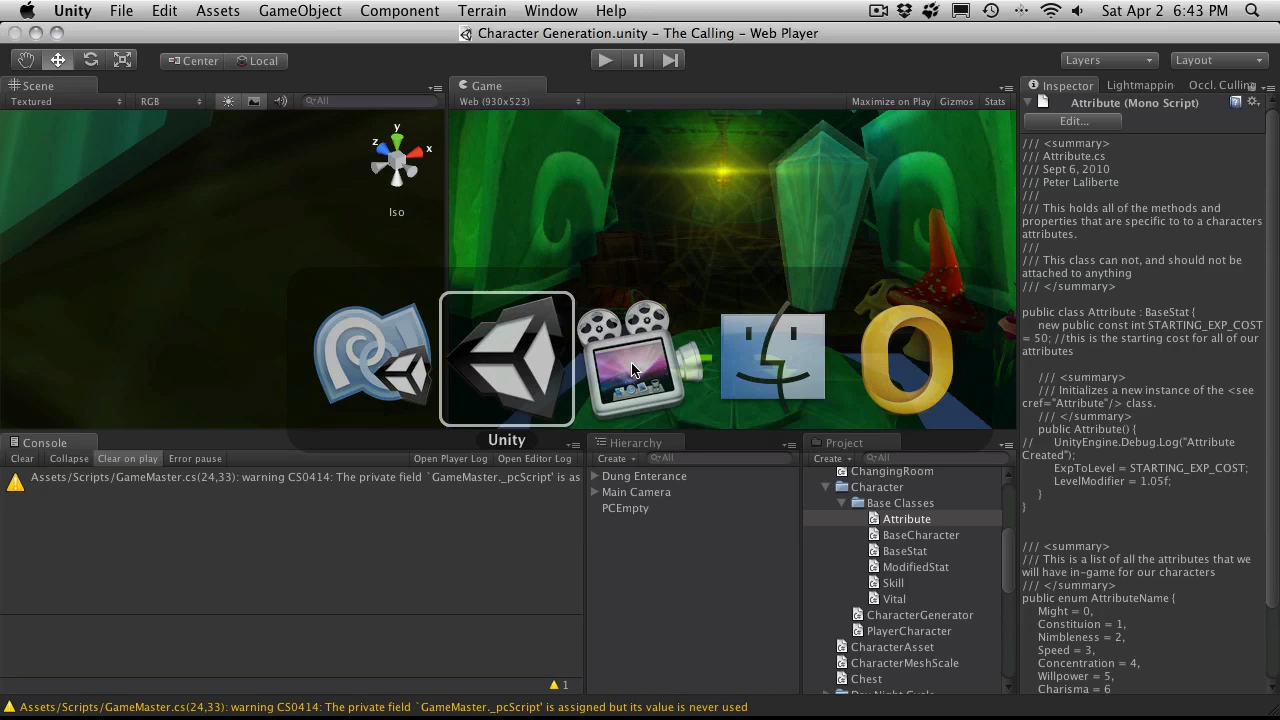 Unity File Edit Assets GameObject Component Terrain Window Help Sat Apr 2 6:43 PM
Character Generation.unity - The Calling - Web Player
Center Local Layers Layout
Scene Game Inspector Lightmappin Occl. Culling
Textured RGB All Web (930x523) Maximize on Play Gizmos Stats
Attribute (Mono Script)
Edit...
y
z x
Iso
/// <summary>
/// Attribute.cs
/// Sept 6, 2010
/// Peter Laliberte
///
/// This holds all of the methods and
properties that are specific to to a characters
attributes.
///
/// This class can not, and should not be
attached to anything
/// </summary>
public class Attribute : BaseStat {
new public const int STARTING_EXP_COST
= 50; //this is the starting cost for all of our
attributes
/// <summary>
/// Initializes a new instance of the <see
cref="Attribute"/> class.
/// </summary>
public Attribute() {
// UnityEngine.Debug.Log("Attribute
Created");
ExpToLevel = STARTING_EXP_COST;
LevelModifier = 1.05f;
}
}
/// <summary>
/// This is a list of all the attributes that we
will have in-game for our characters
/// </summary>
public enum AttributeName {
Might = 0,
Constituion = 1,
Nimbleness = 2,
Speed = 3,
Concentration = 4,
Willpower = 5,
Charisma = 6
Unity
Console
Clear Collapse Clear on play Error pause Open Player Log Open Editor Log
Assets/Scripts/GameMaster.cs(24,33): warning CS0414: The private field `GameMaster._pcScript' is as
1
Hierarchy
Create All
Dung Enterance
Main Camera
PCEmpty
Project
Create All
ChangingRoom
Character
Base Classes
Attribute
BaseCharacter
BaseStat
ModifiedStat
Skill
Vital
CharacterGenerator
PlayerCharacter
CharacterAsset
CharacterMeshScale
Chest
Assets/Scripts/GameMaster.cs(24,33): warning CS0414: The private field `GameMaster._pcScript' is assigned but its value is never used